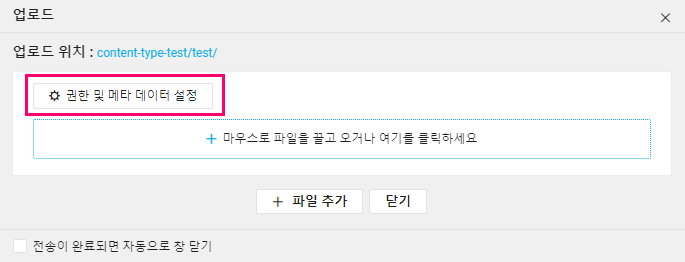 업로드
업로드 위치 : content-type-test/test/
권한 및 메타 데이터 설정
마우스로 파일을 끌고 오거나 여기를 클릭하세요
파일 추가 닫기
전송이 완료되면 자동으로 창 닫기